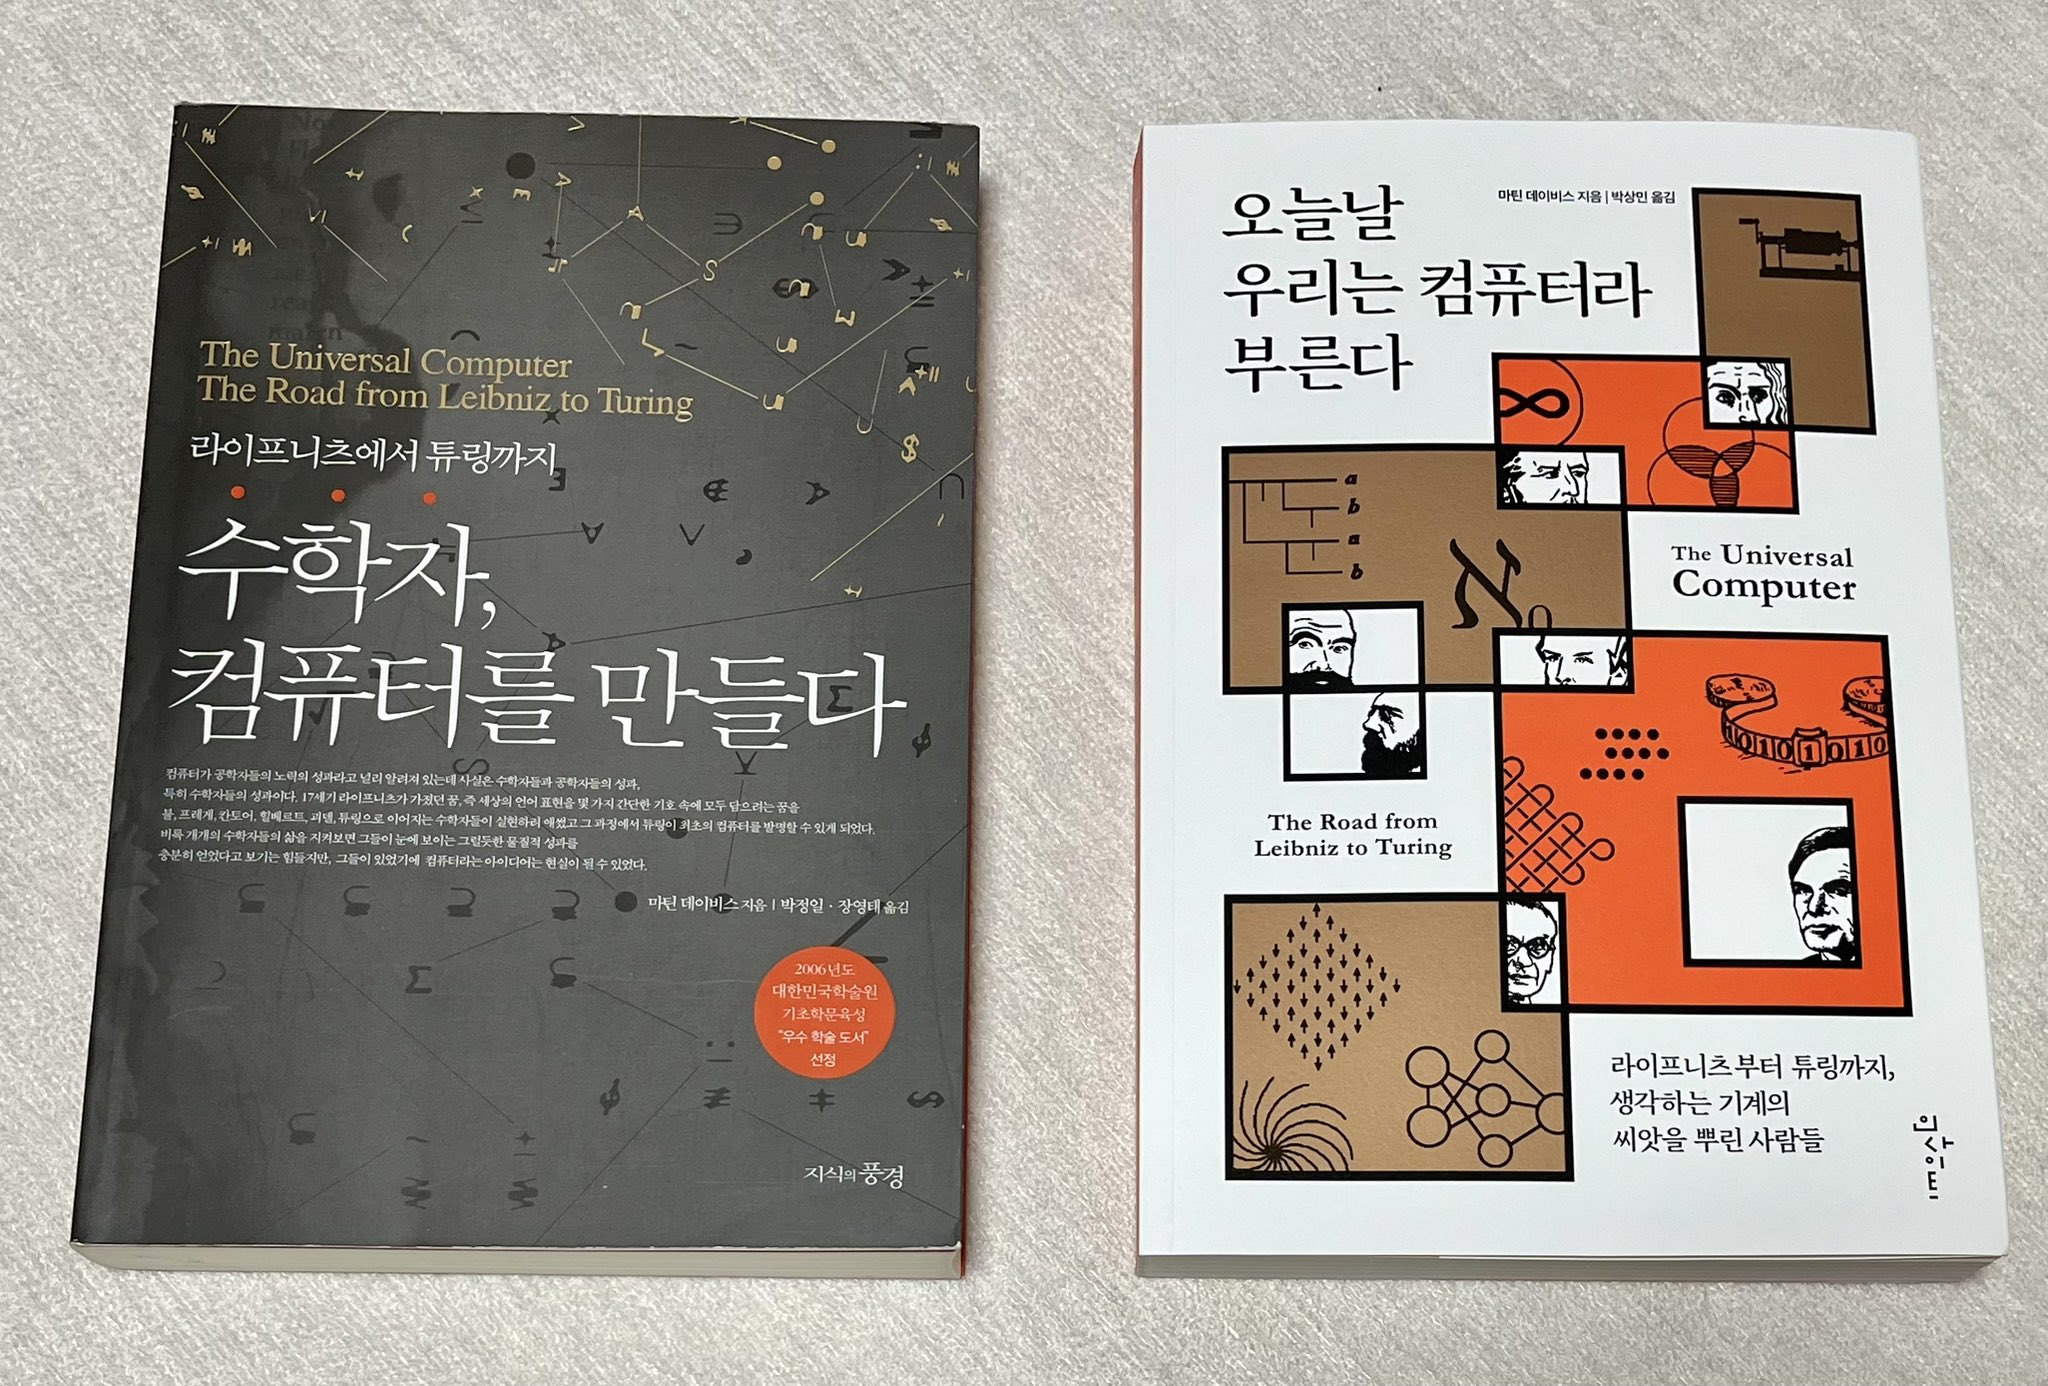 The Universal Computer
The Road from Leibniz to Turing
라이프니츠에서 튜링까지
수학자,
컴퓨터를 만들다
컴퓨터가 공학자들의 노력의 성과라고 널리 알려져 있는데 사실은 수학자들과 공학자들의 성과,
특히 수학자들의 성과이다. 17세기 라이프니츠가 가졌던 꿈, 즉 세상의 언어 표현을 몇 가지 간단한 기호 속에 모두 담으려는 꿈을
불, 프레게, 칸토어, 힐베르트, 괴델, 튜링으로 이어지는 수학자들이 실현하려 애썼고 그 과정에서 튜링이 최초의 컴퓨터를 발명할 수 있게 되었다.
비록 개개의 수학자들의 삶을 지켜보면 그들이 눈에 보이는 그럴듯한 물질적 성과를
충분히 얻었다고 보기는 힘들지만, 그들이 있었기에 컴퓨터라는 아이디어는 현실이 될 수 있었다.
마틴 데이비스 지음 | 박정일 · 장영태 옮김
2006년도
대한민국학술원
기초학문육성
"우수 학술 도서"
선정
지식의 풍경
오늘날
우리는 컴퓨터라
부른다
마틴 데이비스 지음 | 박상민 옮김
a
b
a
b
ℵ0
The Universal
Computer
1010 1 010
The Road from
Leibniz to Turing
라이프니츠부터 튜링까지,
생각하는 기계의
씨앗을 뿌린 사람들
인사이트